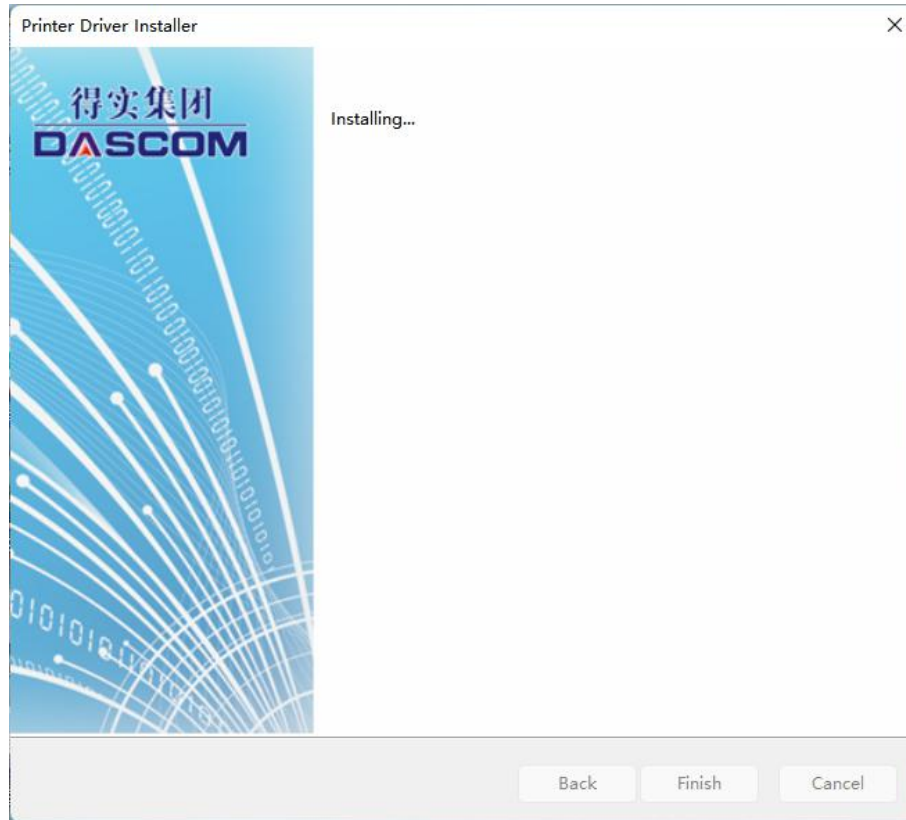 Printer Driver Installer
得实集团
DASCOM
Installing...
Back
Finish
Cancel